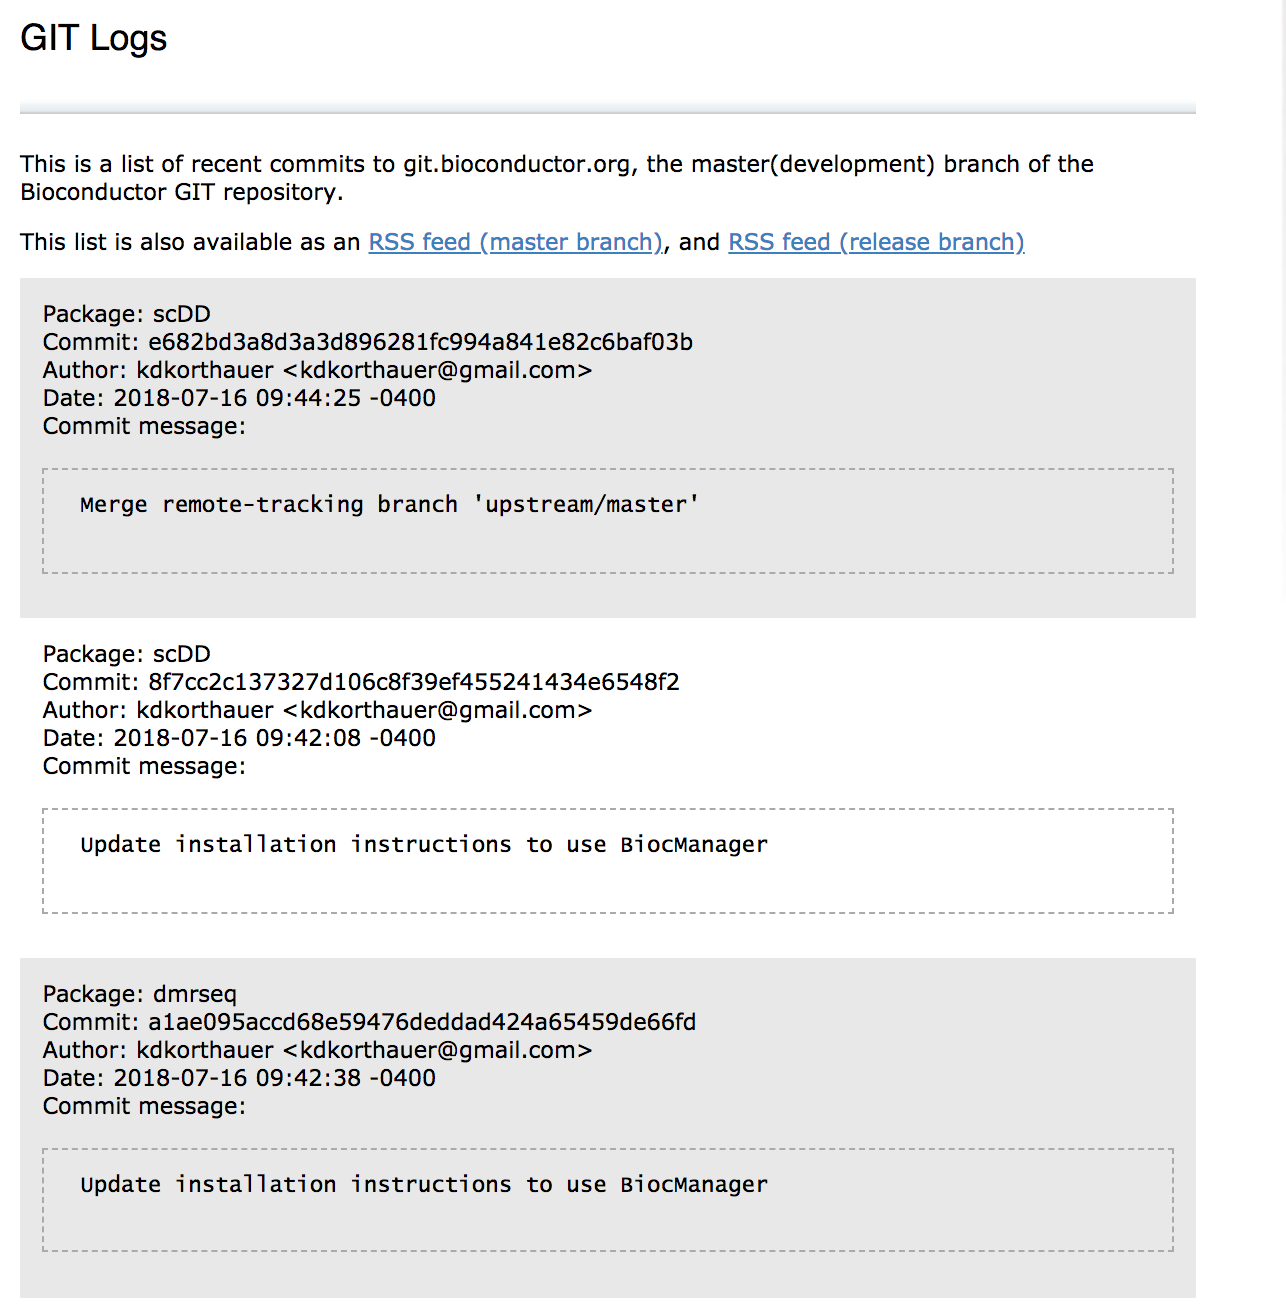 GIT Logs
This is a list of recent commits to git.bioconductor.org, the master(development) branch of the
Bioconductor GIT repository.
This list is also available as an RSS feed (master branch), and RSS feed (release branch)
Package: scDD
Commit: e682bd3a8d3a3d896281fc994a841e82c6baf03b
Author: kdkorthauer <kdkorthauer@gmail.com>
Date: 2018-07-16 09:44:25 -0400
Commit message:
Merge remote-tracking branch 'upstream/master'
Package: scDD
Commit: 8f7cc2c137327d106c8f39ef455241434e6548f2
Author: kdkorthauer <kdkorthauer@gmail.com>
Date: 2018-07-16 09:42:08 -0400
Commit message:
Update installation instructions to use BiocManager
Package: dmrseq
Commit: a1ae095accd68e59476deddad424a65459de66fd
Author: kdkorthauer <kdkorthauer@gmail.com>
Date: 2018-07-16 09:42:38 -0400
Commit message:
Update installation instructions to use BiocManager